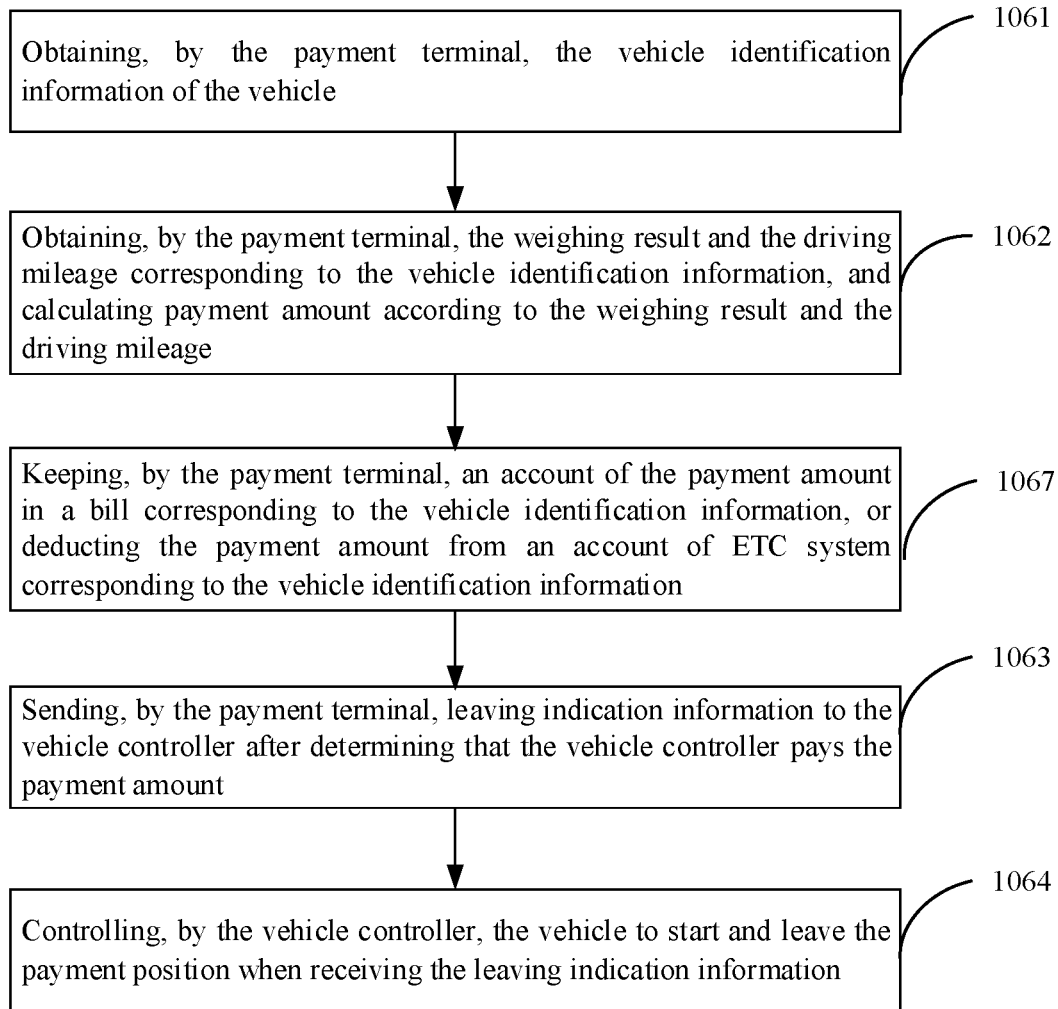 1061
Obtaining, by the payment terminal, the vehicle identification
information of the vehicle
1062
Obtaining, by the payment terminal, the weighing result and the driving
mileage corresponding to the vehicle identification information, and
calculating payment amount according to the weighing result and the
driving mileage
1067
Keeping, by the payment terminal, an account of the payment amount
in a bill corresponding to the vehicle identification information, or
deducting the payment amount from an account of ETC system
corresponding to the vehicle identification information
1063
Sending, by the payment terminal, leaving indication information to the
vehicle controller after determining that the vehicle controller pays the
payment amount
1064
Controlling, by the vehicle controller, the vehicle to start and leave the
payment position when receiving the leaving indication information